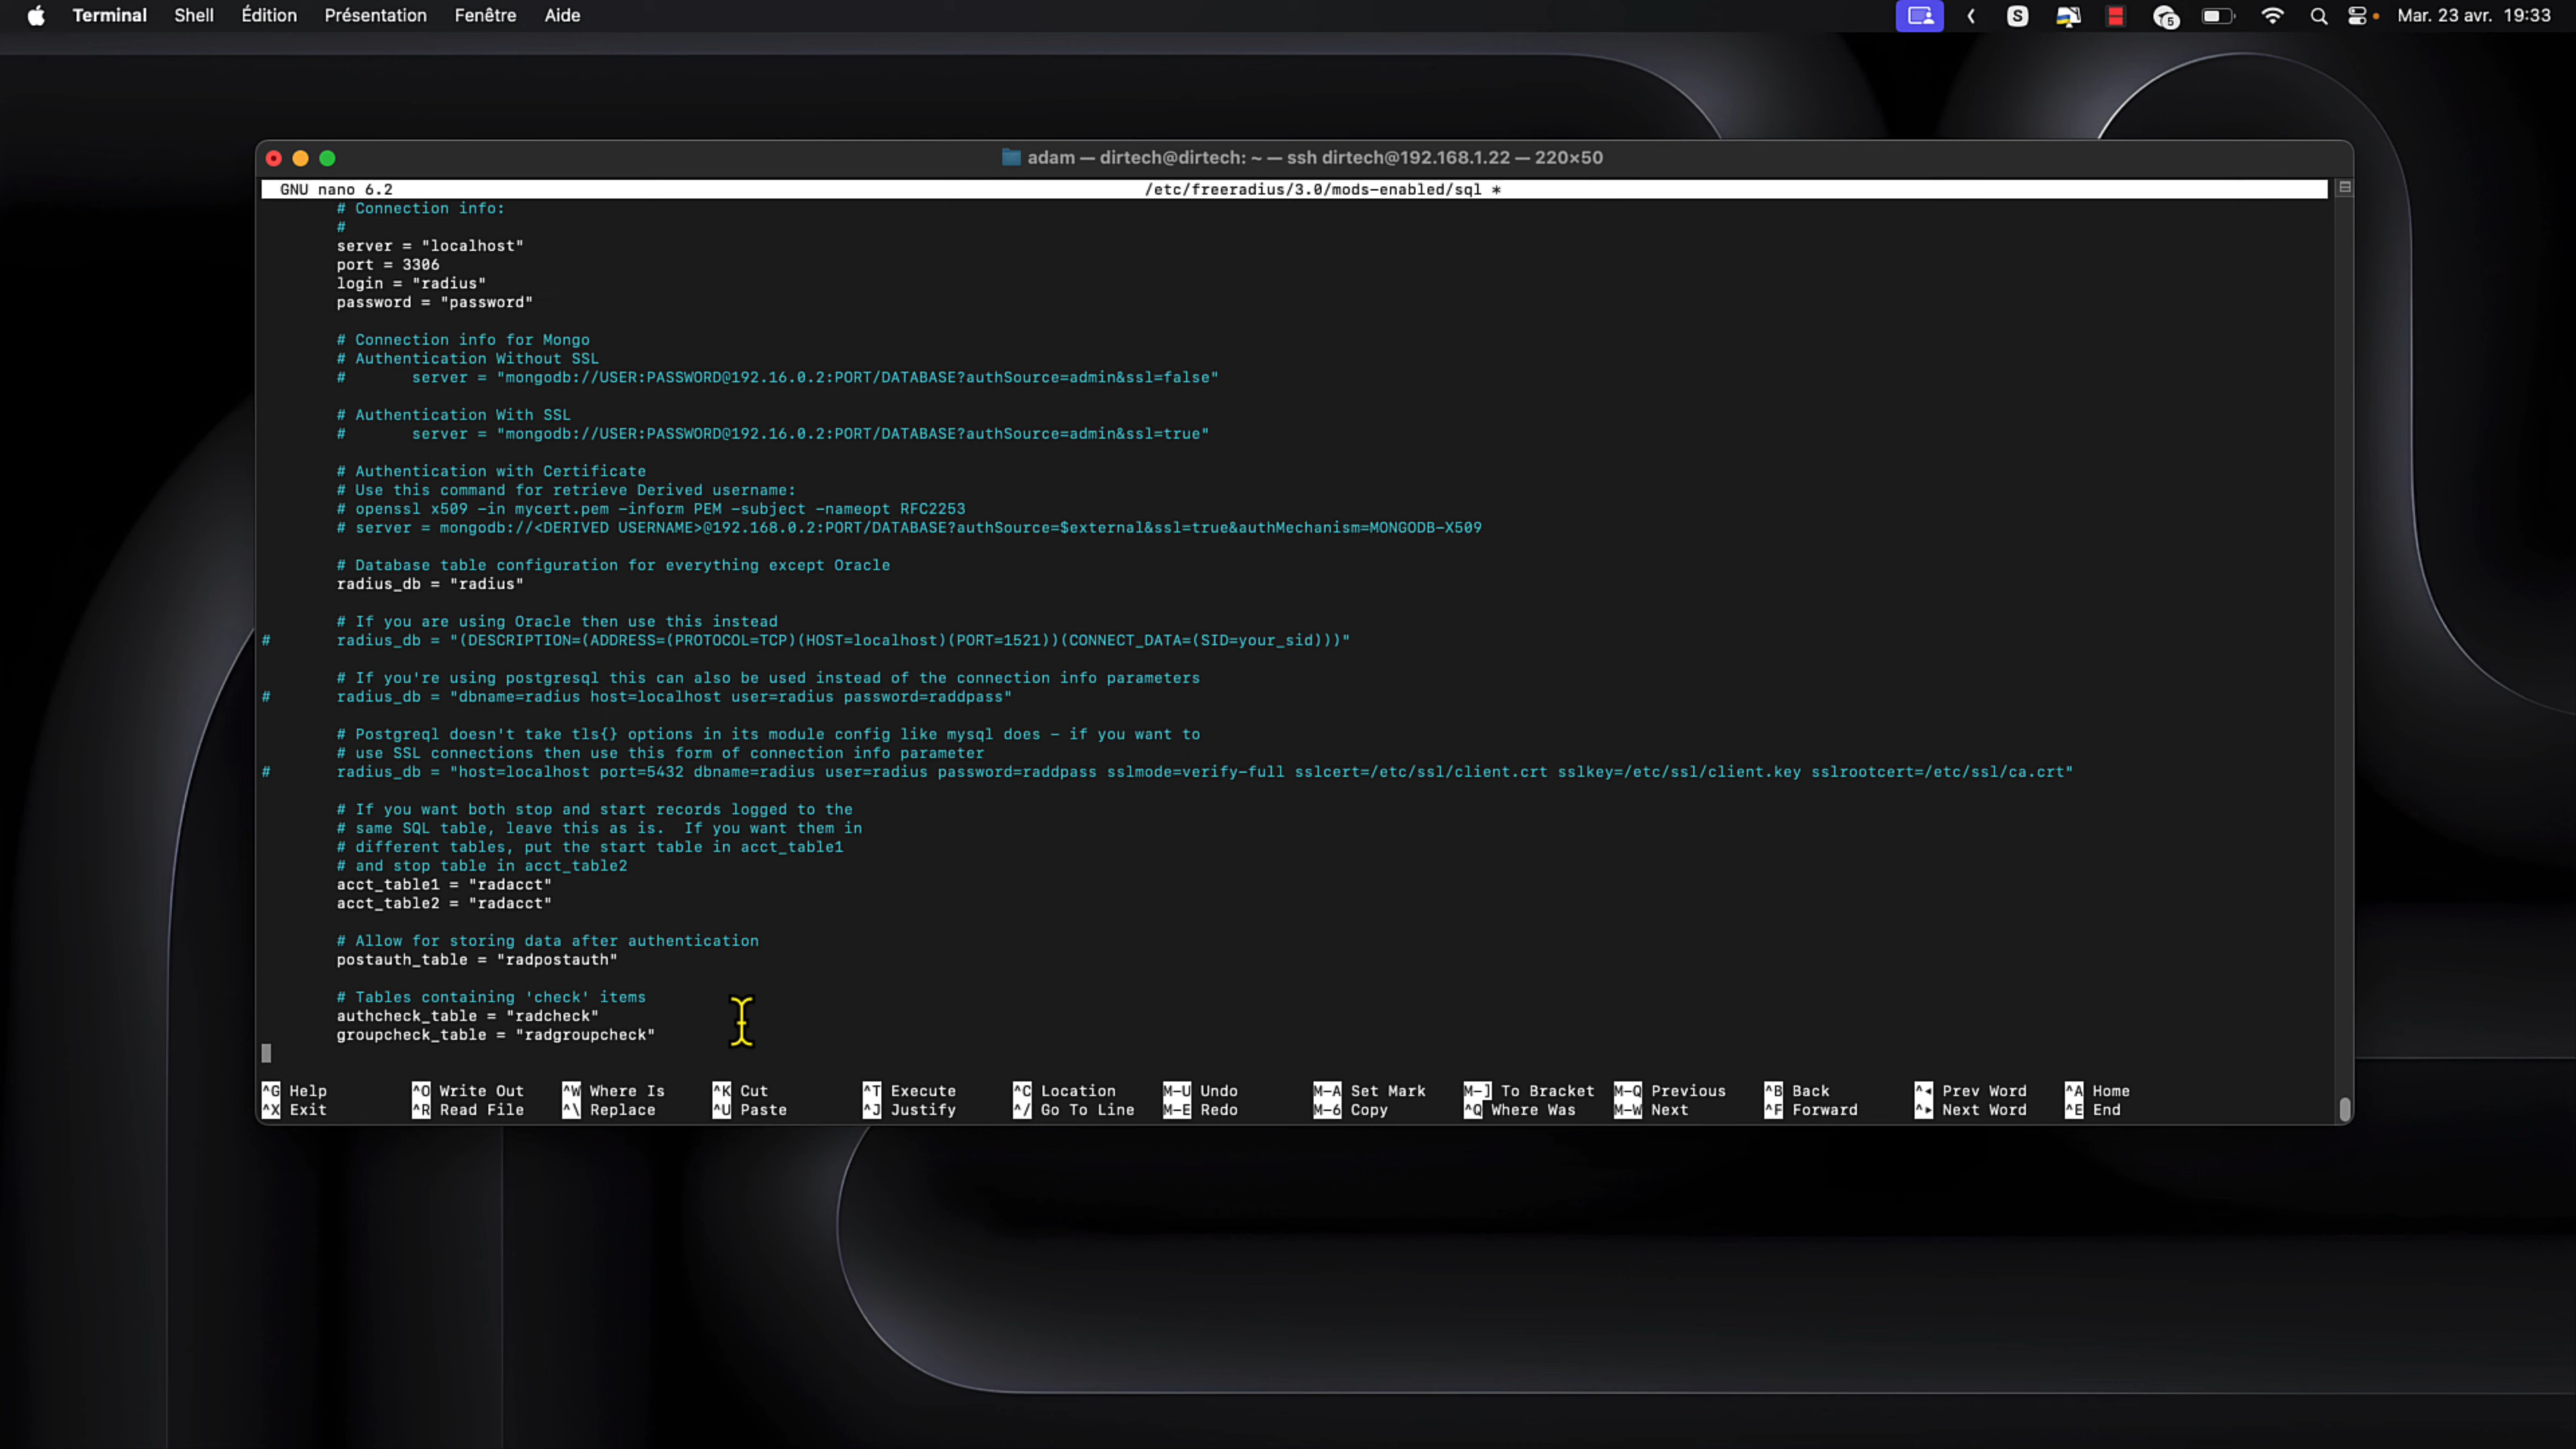 Terminal Shell Édition Présentation Fenêtre Aide S 5 Mar. 23 avr. 19:33
adam — dirtech@dirtech: ~ — ssh dirtech@192.168.1.22 — 220×50
GNU nano 6.2 /etc/freeradius/3.0/mods-enabled/sql *
# Connection info:
#
server = "localhost"
port = 3306
login = "radius"
password = "password"
# Connection info for Mongo
# Authentication Without SSL
# server = "mongodb://USER:PASSWORD@192.16.0.2:PORT/DATABASE?authSource=admin&ssl=false"
# Authentication With SSL
# server = "mongodb://USER:PASSWORD@192.16.0.2:PORT/DATABASE?authSource=admin&ssl=true"
# Authentication with Certificate
# Use this command for retrieve Derived username:
# openssl x509 -in mycert.pem -inform PEM -subject -nameopt RFC2253
# server = mongodb://<DERIVED USERNAME>@192.168.0.2:PORT/DATABASE?authSource=$external&ssl=true&authMechanism=MONGODB-X509
# Database table configuration for everything except Oracle
radius_db = "radius"
# If you are using Oracle then use this instead
# radius_db = "(DESCRIPTION=(ADDRESS=(PROTOCOL=TCP)(HOST=localhost)(PORT=1521))(CONNECT_DATA=(SID=your_sid)))"
# If you're using postgresql this can also be used instead of the connection info parameters
# radius_db = "dbname=radius host=localhost user=radius password=raddpass"
# Postgreql doesn't take tls{} options in its module config like mysql does - if you want to
# use SSL connections then use this form of connection info parameter
# radius_db = "host=localhost port=5432 dbname=radius user=radius password=raddpass sslmode=verify-full sslcert=/etc/ssl/client.crt sslkey=/etc/ssl/client.key sslrootcert=/etc/ssl/ca.crt"
# If you want both stop and start records logged to the
# same SQL table, leave this as is. If you want them in
# different tables, put the start table in acct_table1
# and stop table in acct_table2
acct_table1 = "radacct"
acct_table2 = "radacct"
# Allow for storing data after authentication
postauth_table = "radpostauth"
# Tables containing 'check' items
authcheck_table = "radcheck"
groupcheck_table = "radgroupcheck"
^G Help ^O Write Out ^W Where Is ^K Cut ^T Execute ^C Location M-U Undo M-A Set Mark M-] To Bracket M-Q Previous ^B Back ^◂ Prev Word ^A Home
^X Exit ^R Read File ^\ Replace ^U Paste ^J Justify ^/ Go To Line M-E Redo M-6 Copy ^Q Where Was M-W Next ^F Forward ^▸ Next Word ^E End